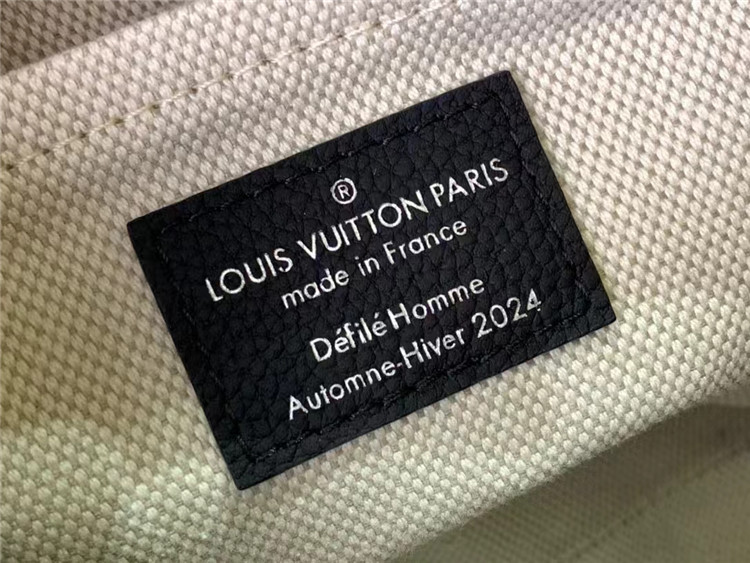 ®
LOUIS VUITTON PARIS
made in France
Défilé Homme
Automne-Hiver 2024